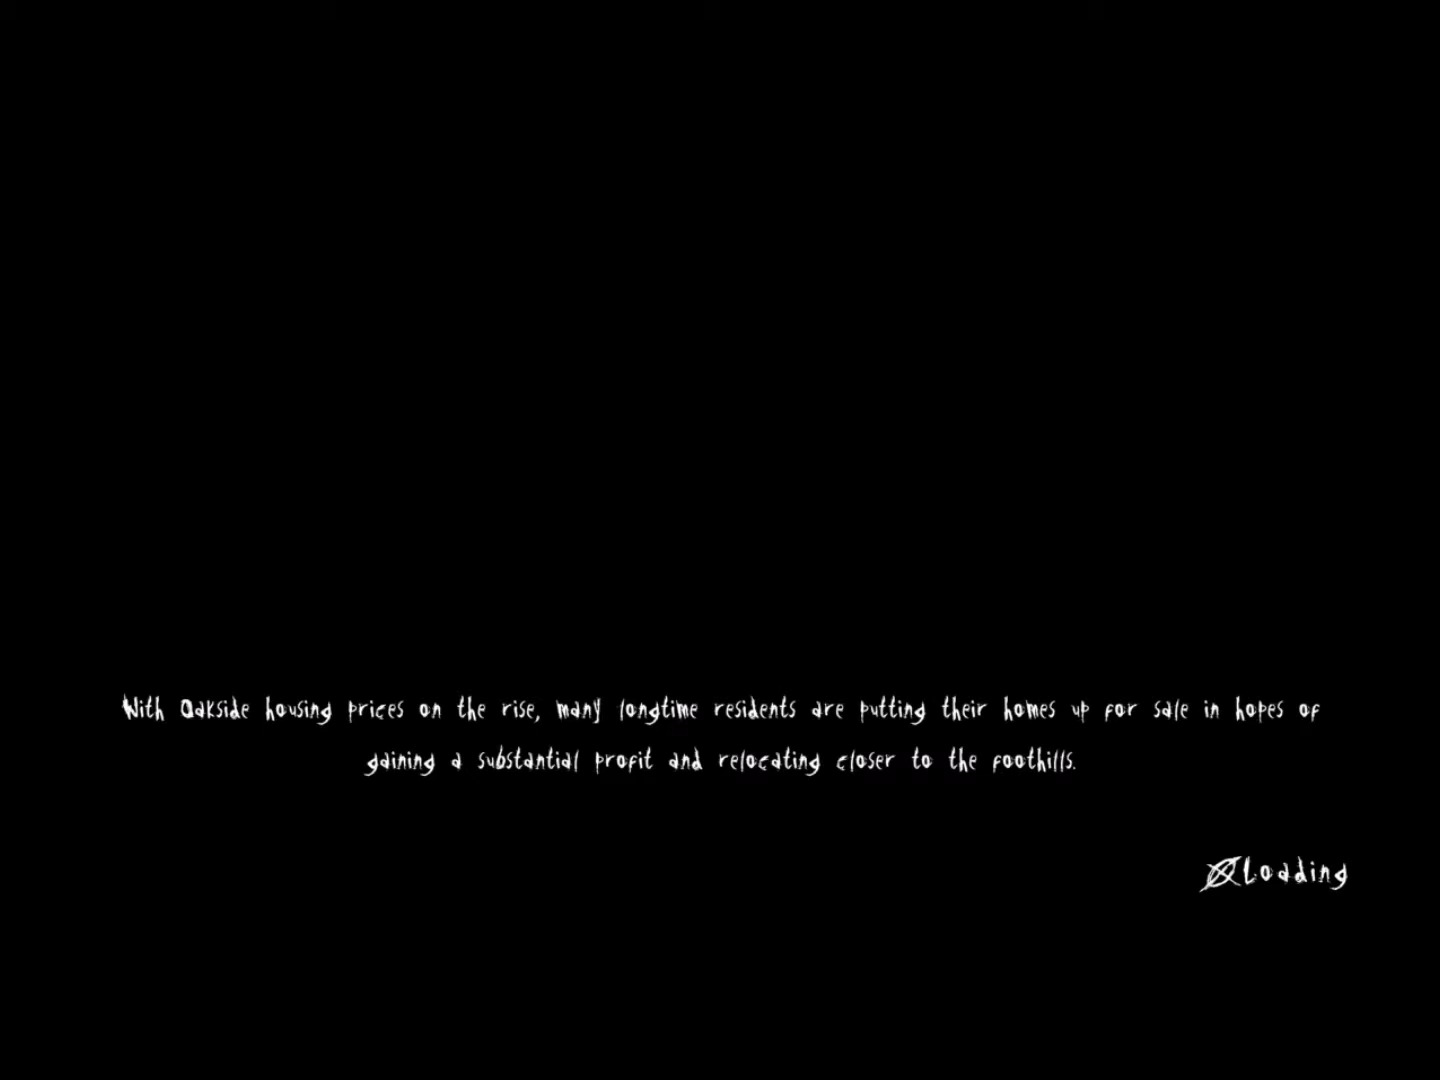 With Oakside housing prices on the rise, many longtime residents are putting their homes up for sale in hopes of
gaining a substantial profit and relocating closer to the foothills.
Loading